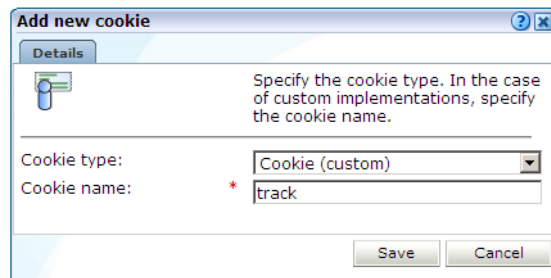 Add new cookie
Details
Specify the cookie type. In the case
of custom implementations, specify
the cookie name.
Cookie type: Cookie (custom)
Cookie name: * track
Save Cancel